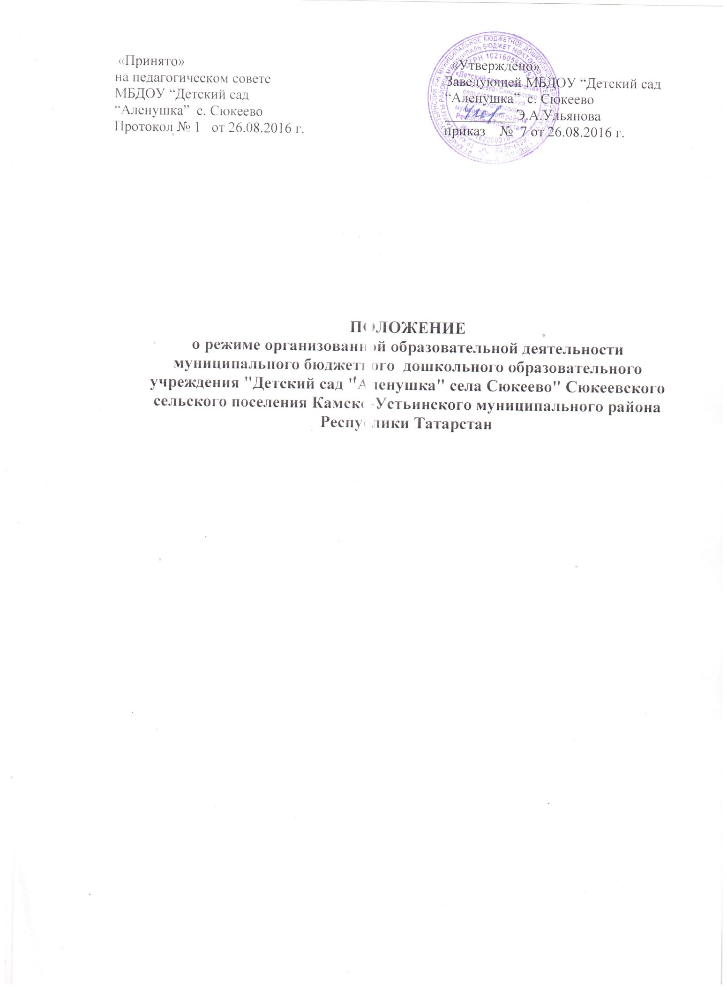 «Принято»
на педагогическом совете
МБДОУ “Детский сад
“Аленушка” с. Сюкеево
Протокол № 1 от 26.08.2016 г.
«Утверждено»
Заведующей МБДОУ “Детский сад
“Аленушка” с. Сюкеево
__________Э.А.Ульянова
приказ № 7 от 26.08.2016 г.
ПОЛОЖЕНИЕ
о режиме организованной образовательной деятельности
муниципального бюджетного дошкольного образовательного
учреждения "Детский сад "Аленушка" села Сюкеево" Сюкеевского
сельского поселения Камско-Устьинского муниципального района
Республики Татарстан